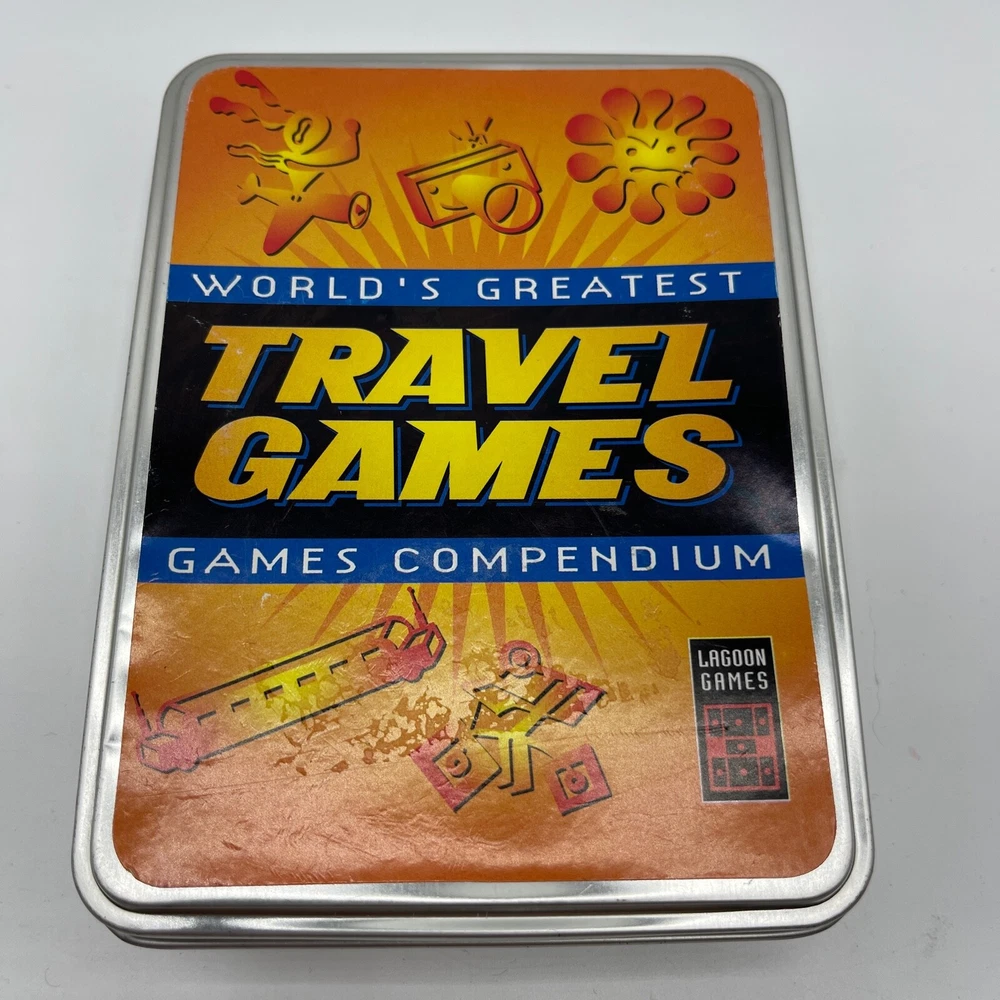 WORLD'S GREATEST
TRAVEL
GAMES
GAMES COMPENDIUM
LAGOON
GAMES